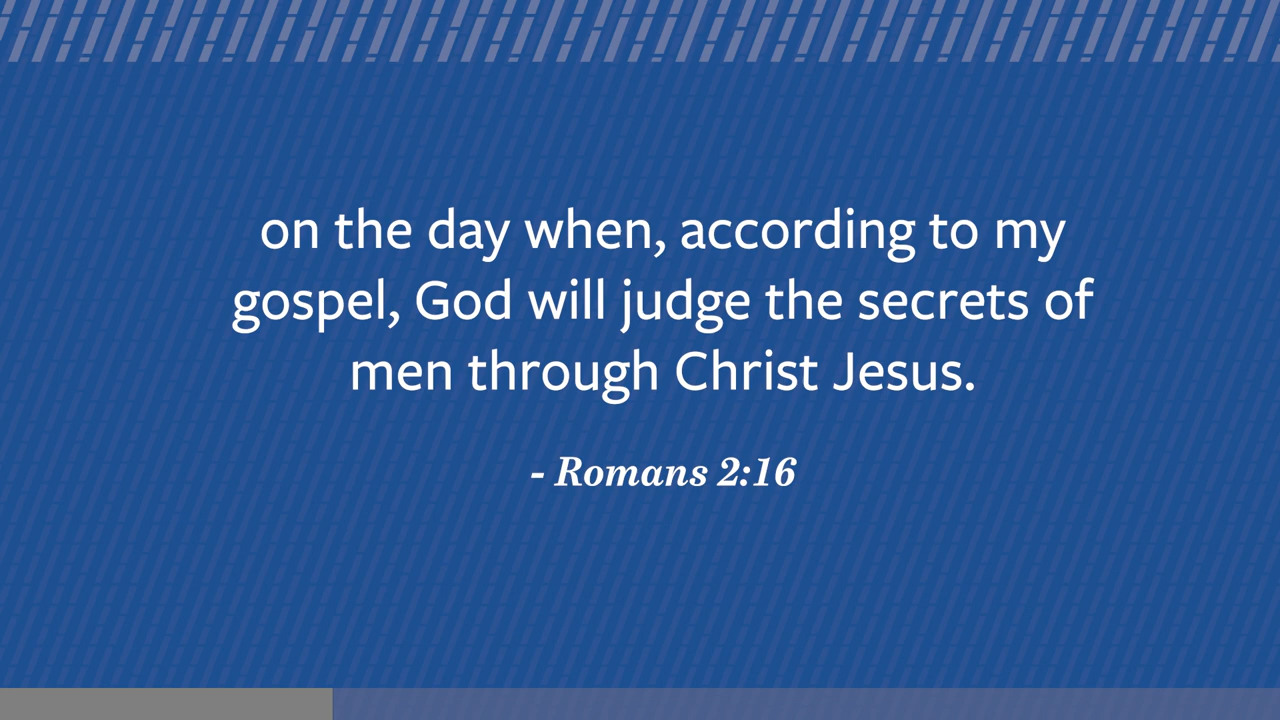 on the day when, according to my
gospel, God will judge the secrets of
men through Christ Jesus.
- Romans 2:16